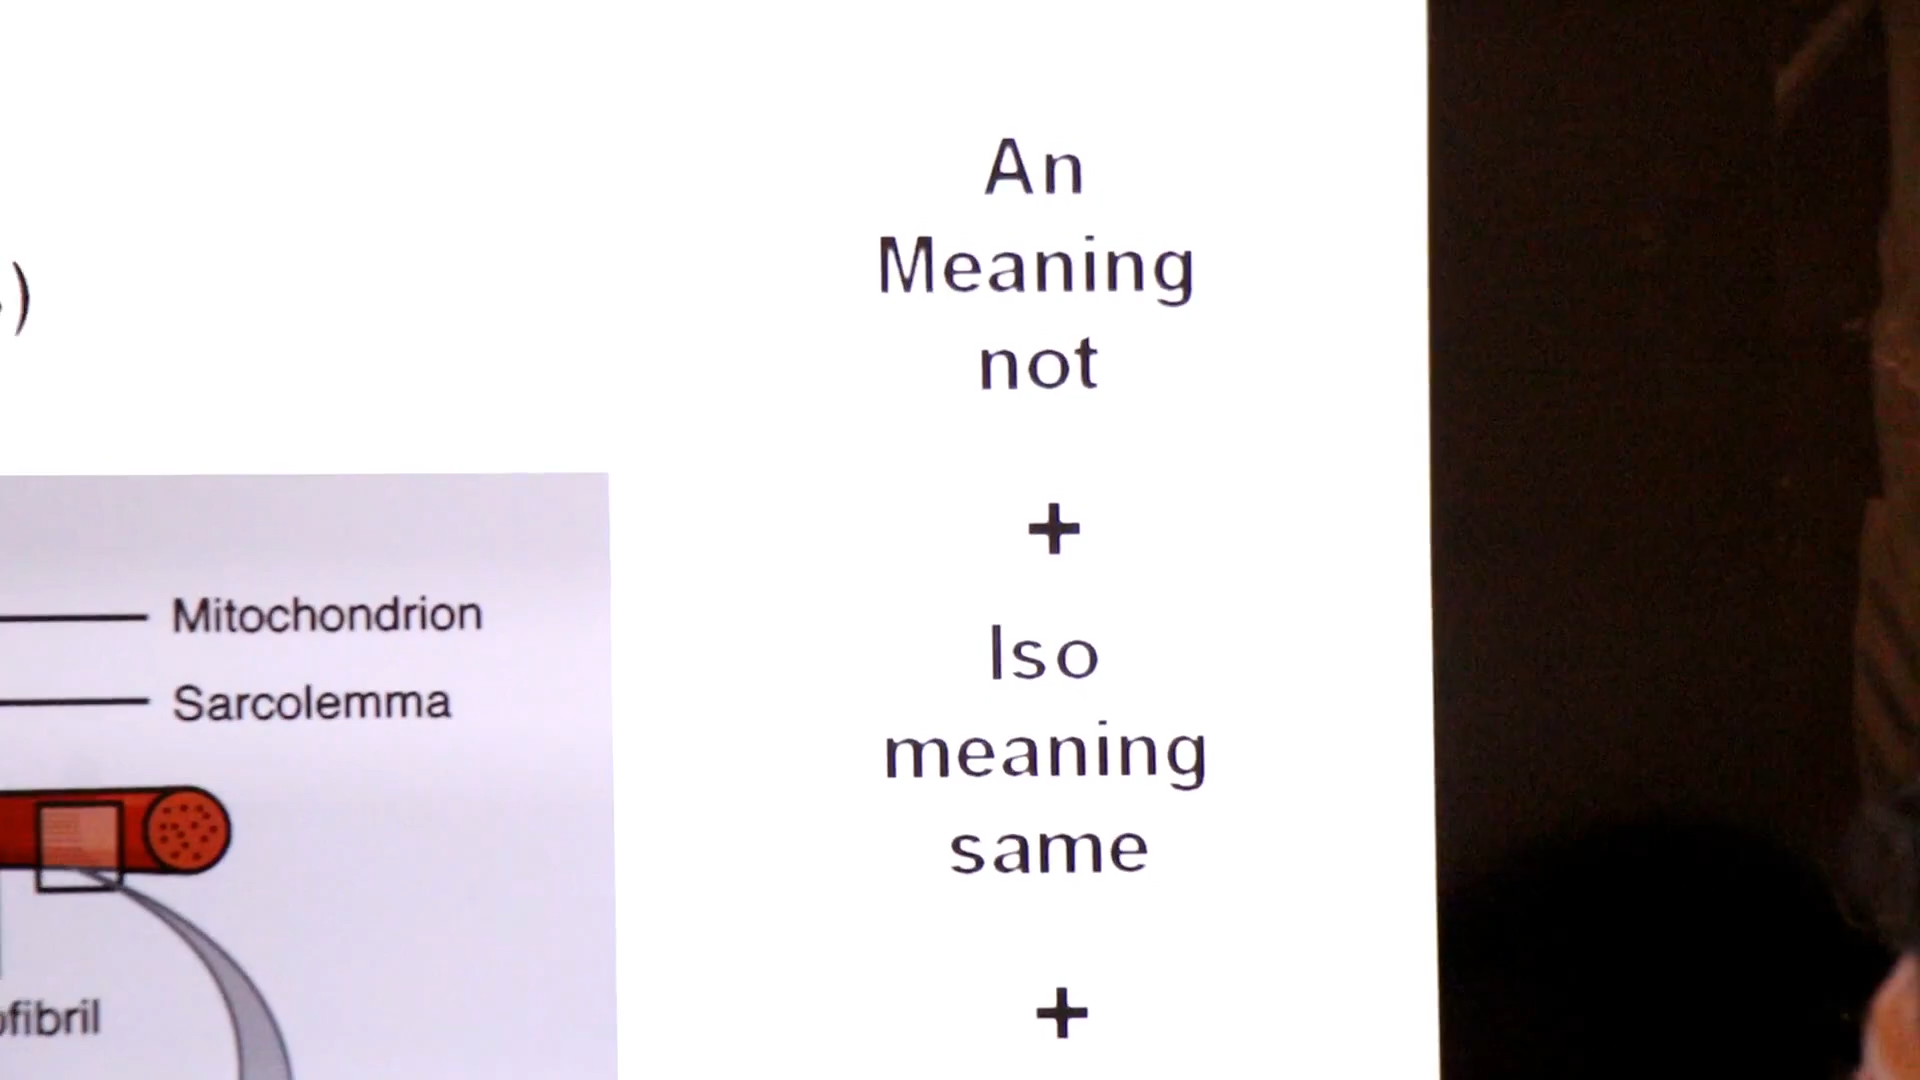 An
Meaning
not
+
Iso
meaning
same
+
)
Mitochondrion
Sarcolemma
ofibril